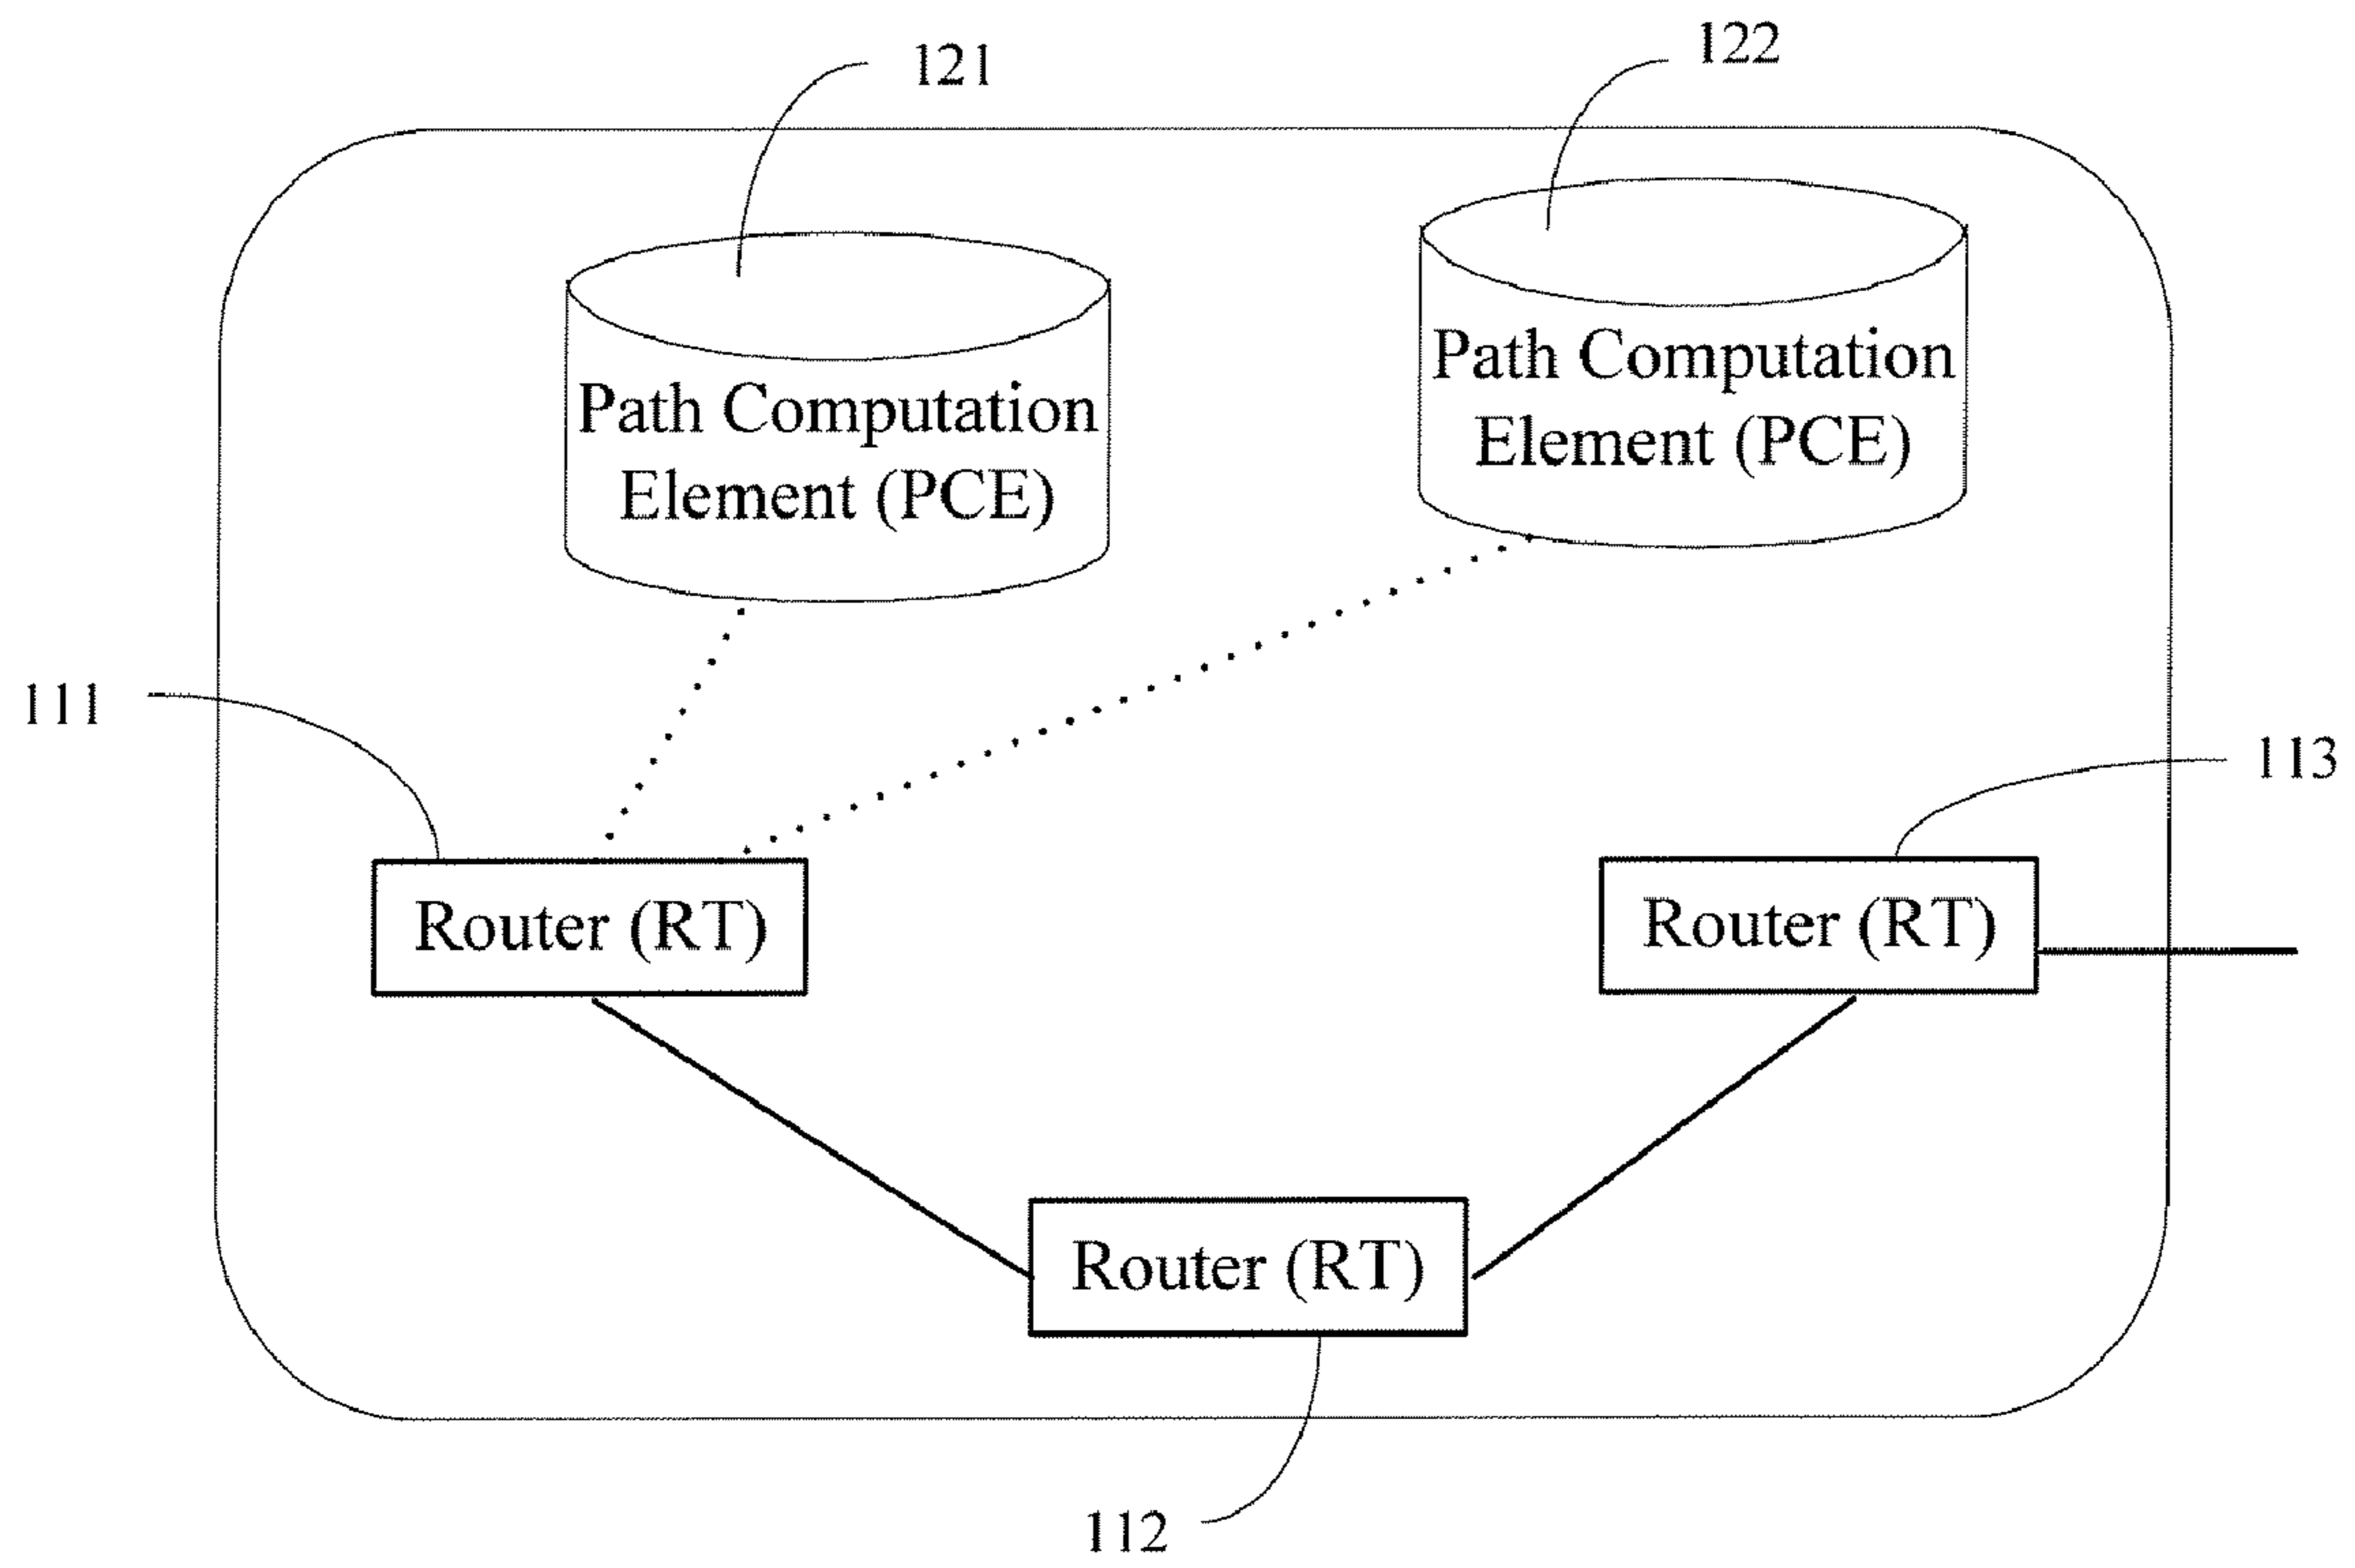 121
122
Path Computation
Element (PCE)
Path Computation
Element (PCE)
111
113
Router (RT)
Router (RT)
Router (RT)
112